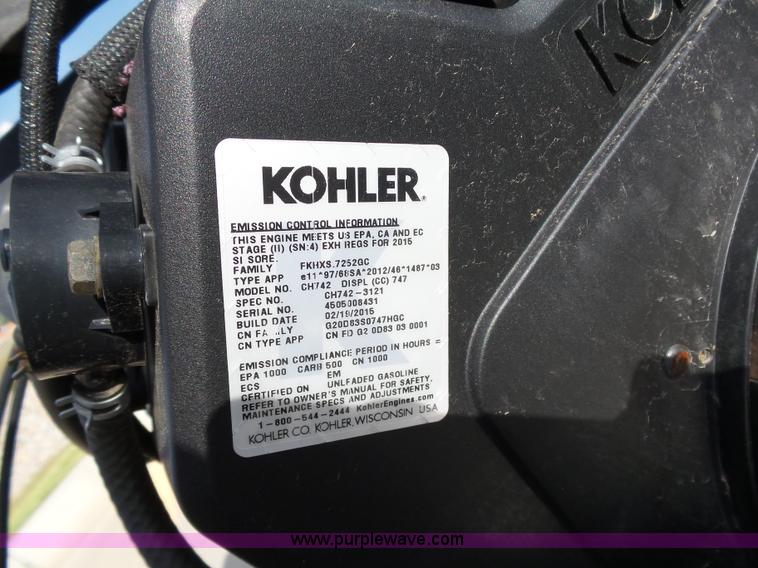 KO
KOHLER®
EMISSION CONTROL INFORMATION
THIS ENGINE MEETS US EPA, CA AND EC
STAGE (II) (SN:4) EXH REGS FOR 2015
SI SORE.
FAMILY FKHXS.7252GC
TYPE APP e11*97/68SA*2012/46*1487*03
MODEL NO. CH742 DISPL (CC) 747
SPEC NO. CH742-3121
SERIAL NO. 4505008431
BUILD DATE 02/19/2015
CN FAMILY G20D83S0747HGC
CN TYPE APP CN FD G2 0D83 03 0001
EMISSION COMPLIANCE PERIOD IN HOURS =
EPA 1000 CARB 500 CN 1000
ECS EM
CERTIFIED ON UNLEADED GASOLINE
REFER TO OWNER'S MANUAL FOR SAFETY,
MAINTENANCE SPECS AND ADJUSTMENTS
1-800-544-2444 KohlerEngines.com
KOHLER CO. KOHLER, WISCONSIN USA
www.purplewave.com